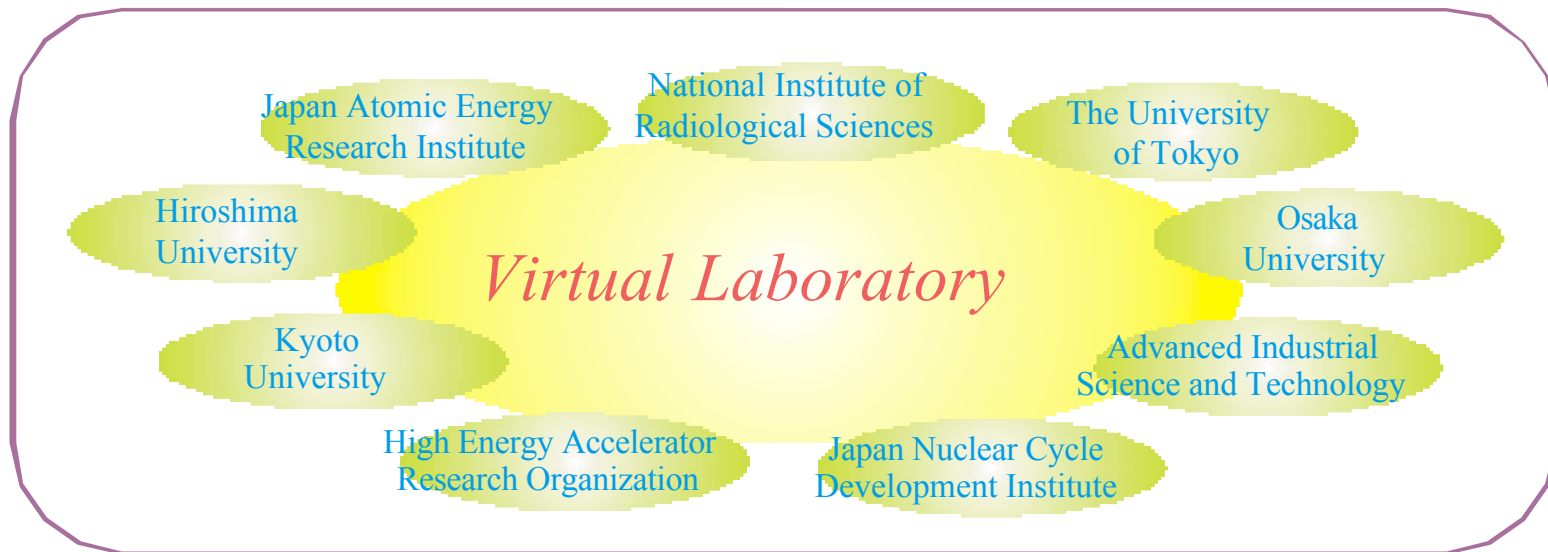 National Institute of
Radiological Sciences
Japan Atomic Energy
Research Institute
The University
of Tokyo
Hiroshima
University
Osaka
University
Virtual Laboratory
Kyoto
University
Advanced Industrial
Science and Technology
High Energy Accelerator
Research Organization
Japan Nuclear Cycle
Development Institute